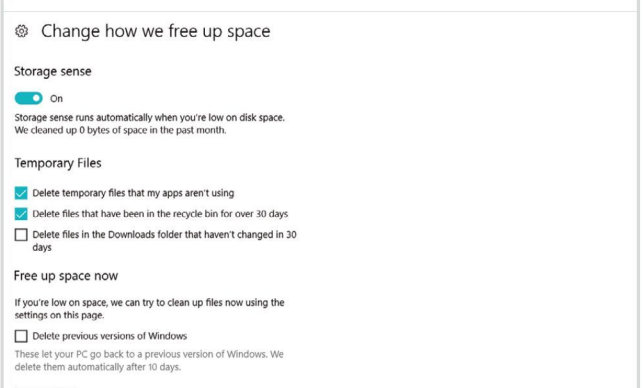 Change how we free up space
Storage sense
On
Storage sense runs automatically when you're low on disk space.
We cleaned up 0 bytes of space in the past month.
Temporary Files
Delete temporary files that my apps aren't using
Delete files that have been in the recycle bin for over 30 days
Delete files in the Downloads folder that haven't changed in 30
days
Free up space now
If you're low on space, we can try to clean up files now using the
settings on this page.
Delete previous versions of Windows
These let your PC go back to a previous version of Windows. We
delete them automatically after 10 days.